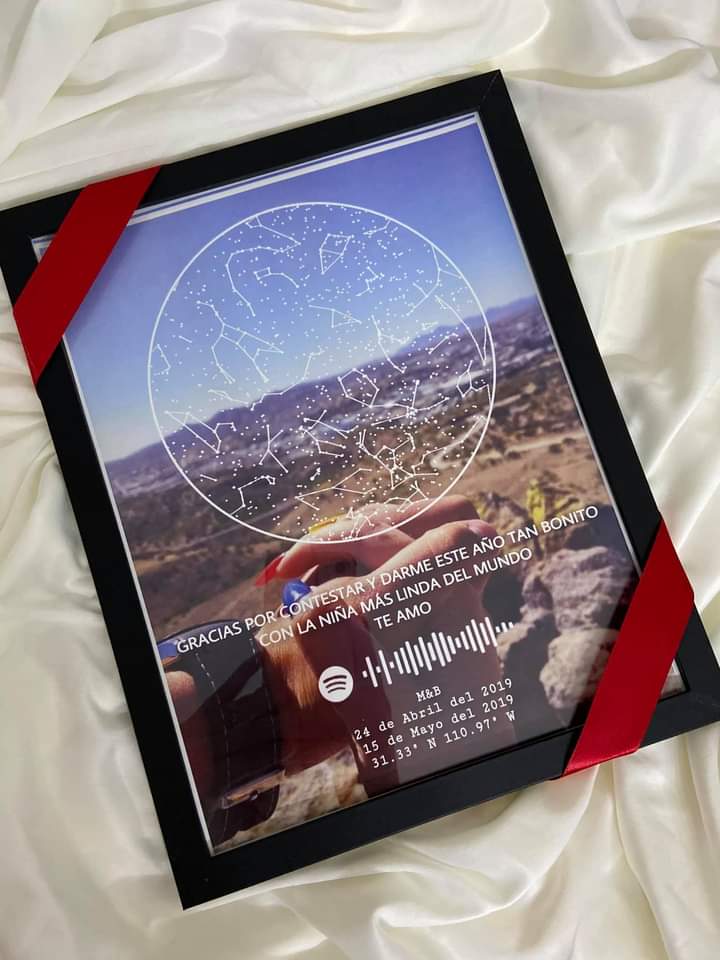 GRACIAS POR CONTESTAR Y DARME ESTE AÑO TAN BONITO
CON LA NIÑA MÁS LINDA DEL MUNDO
TE AMO
M&B
24 de Abril del 2019
15 de Mayo del 2019
31.33° N 110.97° W